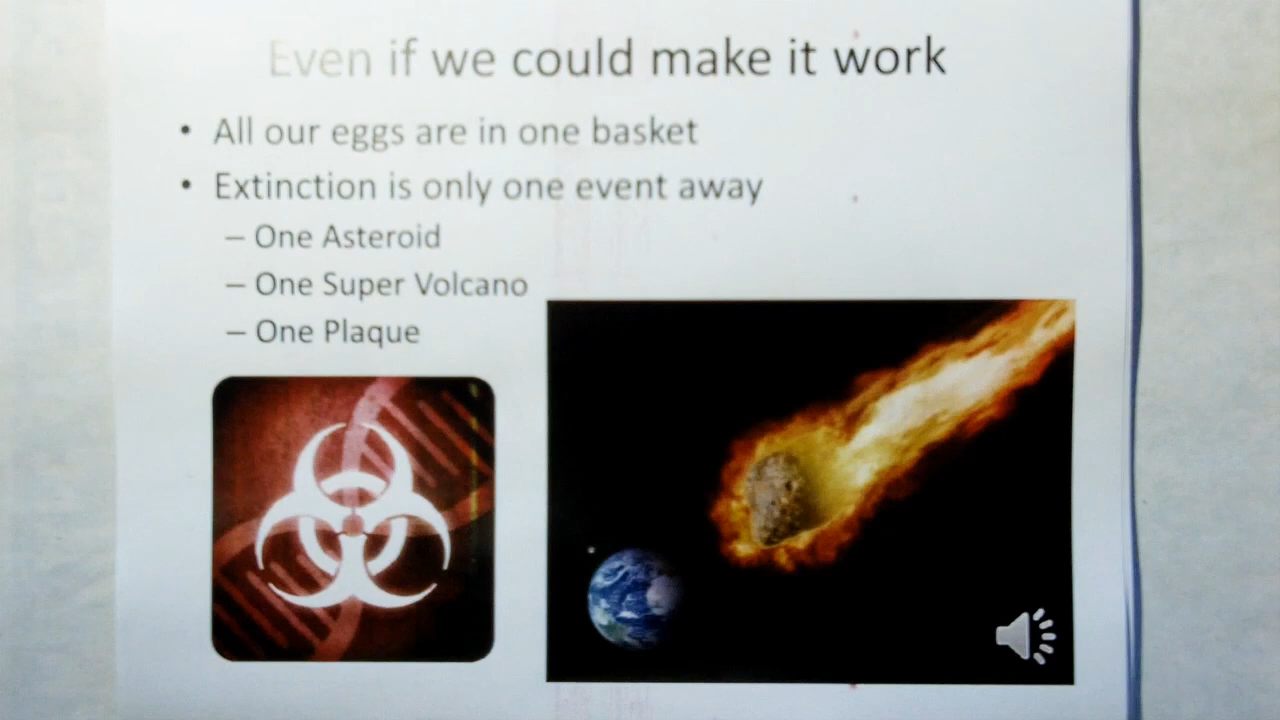 Even if we could make it work
• All our eggs are in one basket
• Extinction is only one event away
– One Asteroid
– One Super Volcano
– One Plaque